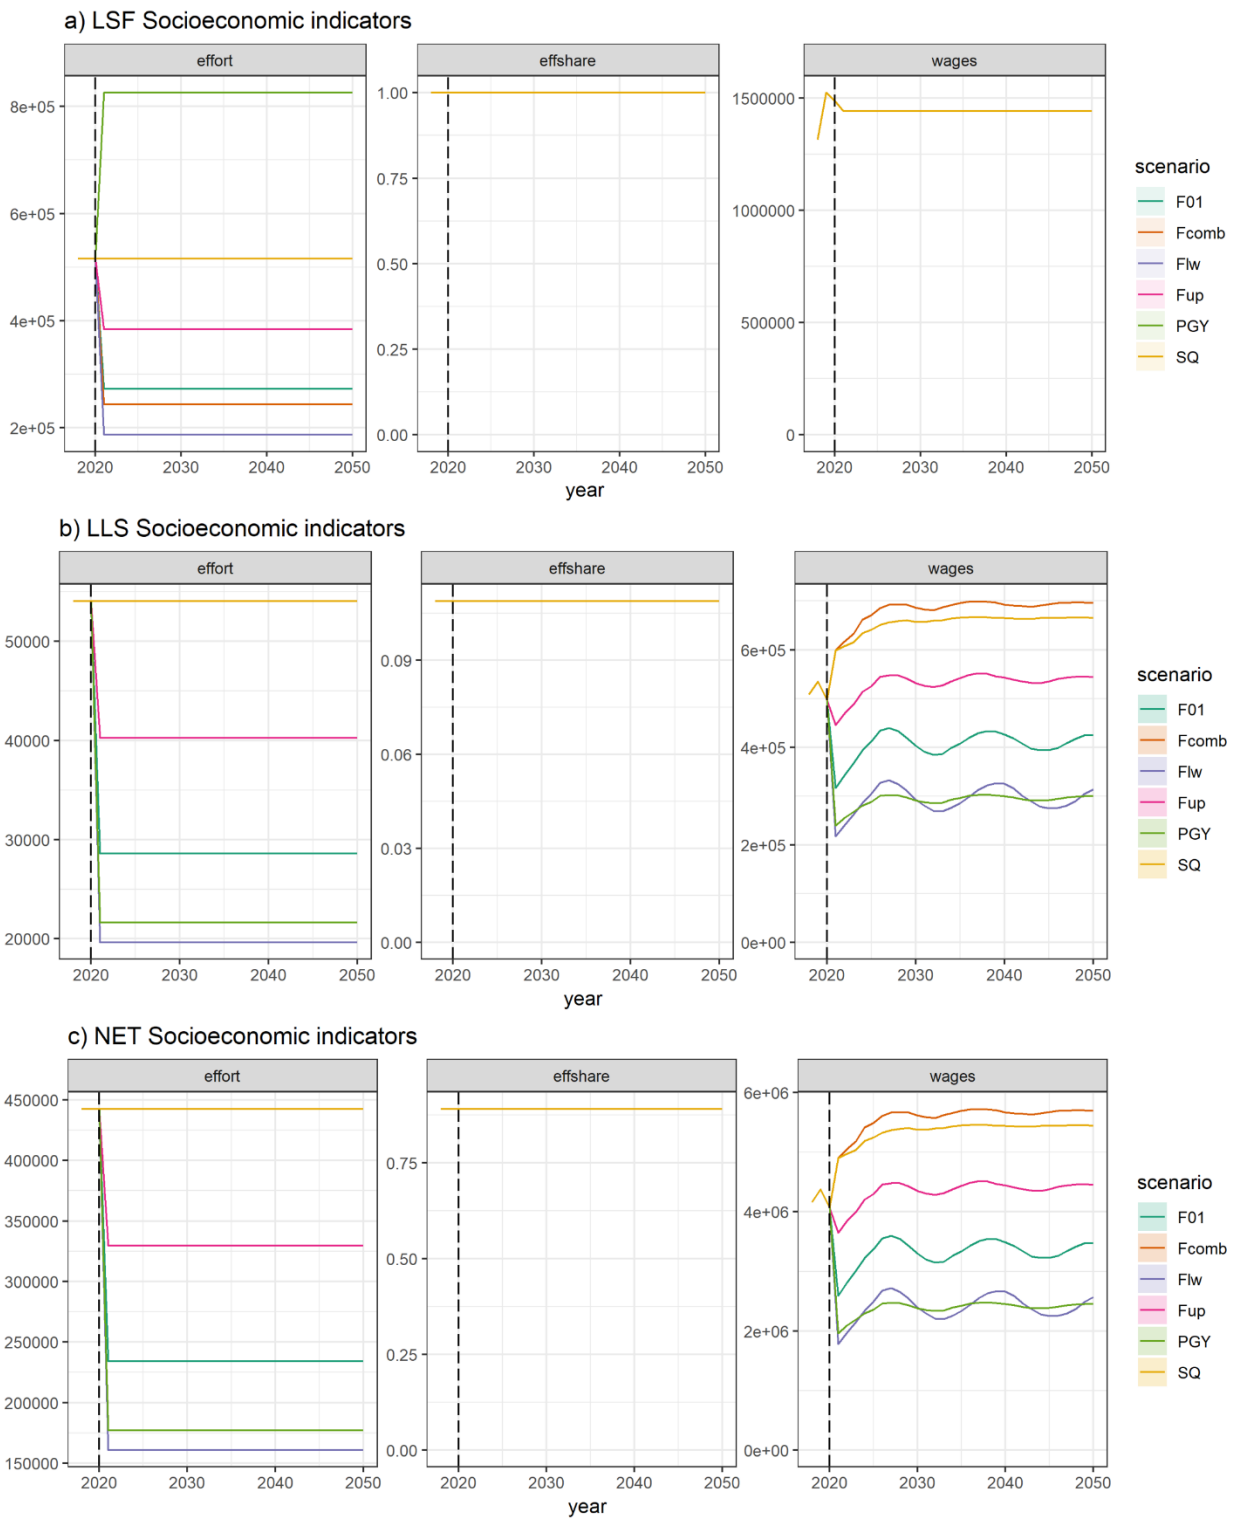 a) LSF Socioeconomic indicators
effort effshare wages
8e+05
6e+05
4e+05
2e+05
2020 2030 2040 2050
1.00
0.75
0.50
0.25
0.00
2020 2030 2040 2050
1500000
1000000
500000
0
2020 2030 2040 2050
year
scenario
F01
Fcomb
Flw
Fup
PGY
SQ
b) LLS Socioeconomic indicators
effort effshare wages
50000
40000
30000
20000
2020 2030 2040 2050
0.09
0.06
0.03
0.00
2020 2030 2040 2050
6e+05
4e+05
2e+05
0e+00
2020 2030 2040 2050
year
scenario
F01
Fcomb
Flw
Fup
PGY
SQ
c) NET Socioeconomic indicators
effort effshare wages
450000
400000
350000
300000
250000
200000
150000
2020 2030 2040 2050
0.75
0.50
0.25
0.00
2020 2030 2040 2050
6e+06
4e+06
2e+06
0e+00
2020 2030 2040 2050
year
scenario
F01
Fcomb
Flw
Fup
PGY
SQ